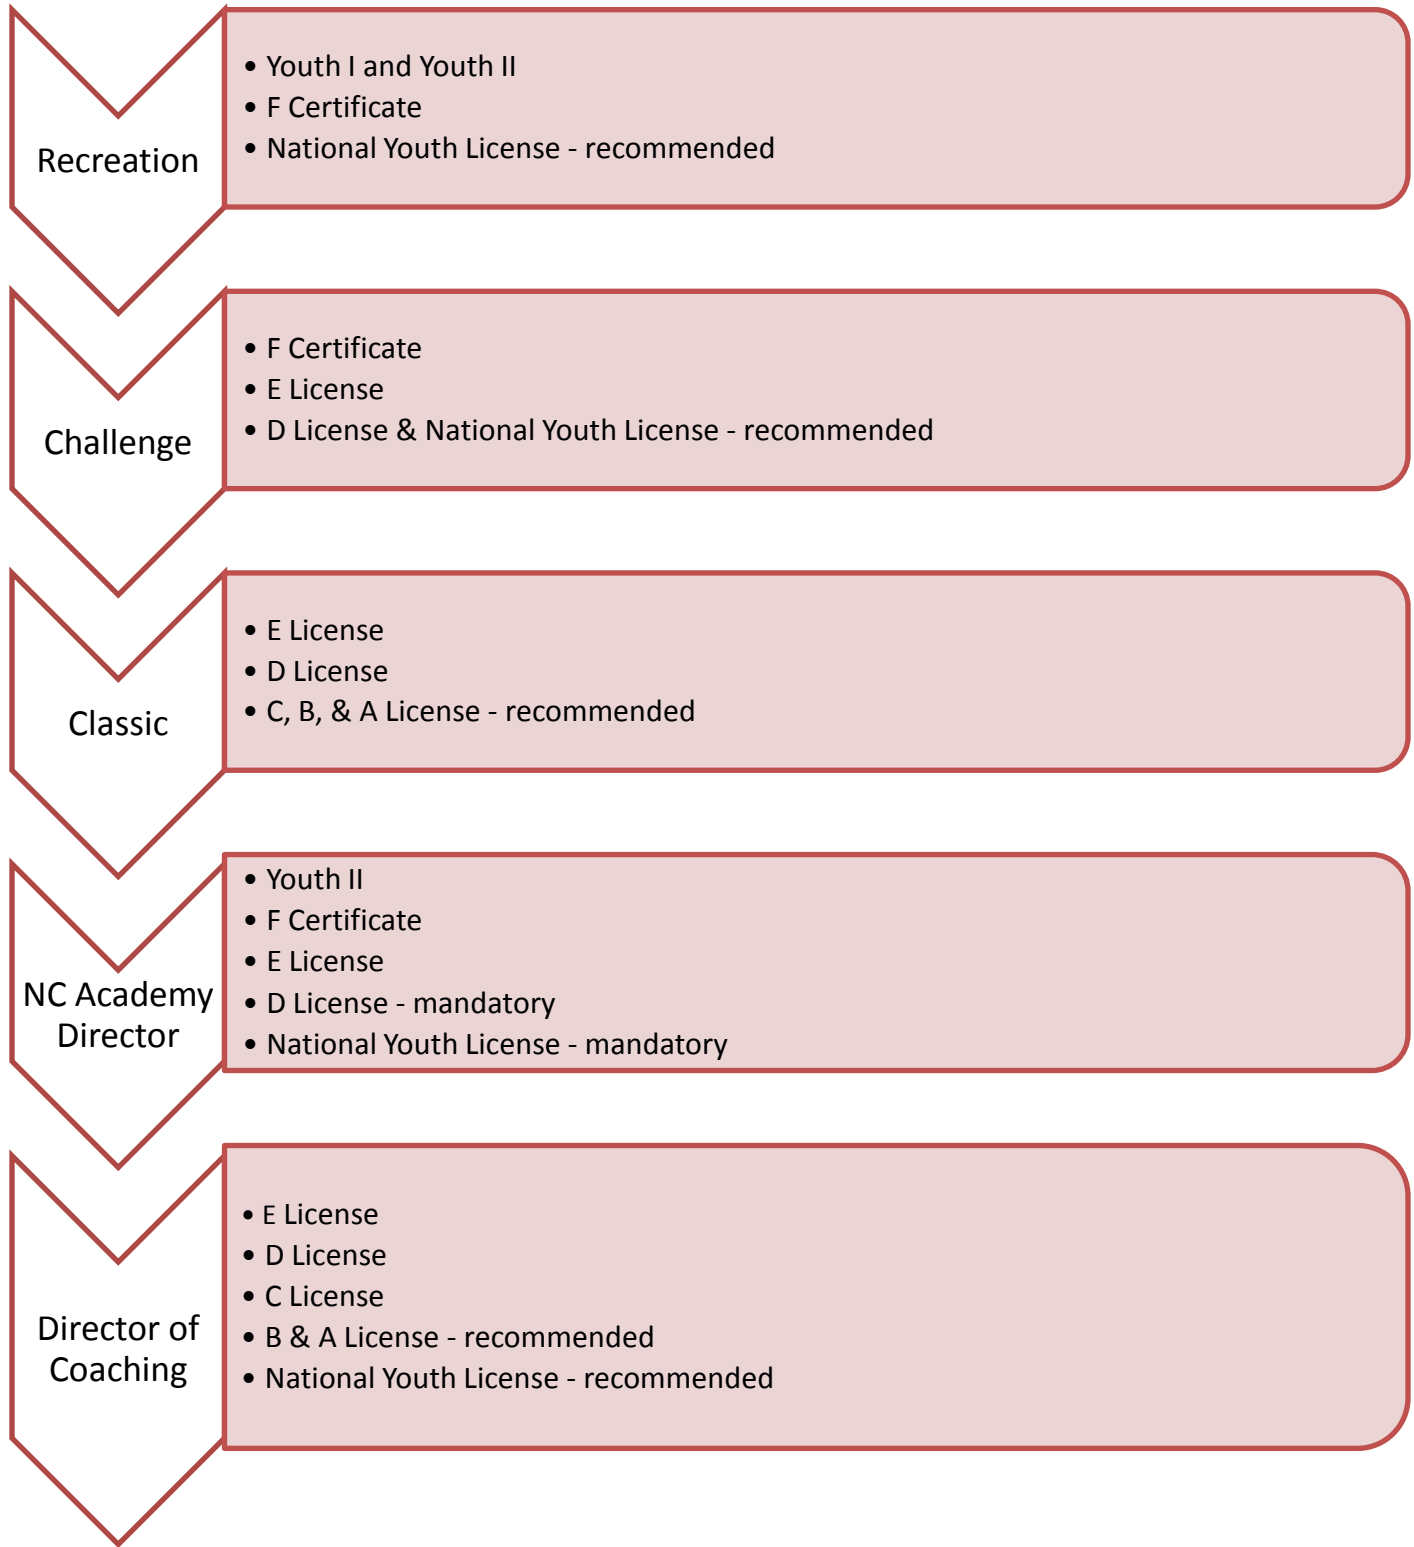 Recreation
• Youth I and Youth II
• F Certificate
• National Youth License - recommended
Challenge
• F Certificate
• E License
• D License & National Youth License - recommended
Classic
• E License
• D License
• C, B, & A License - recommended
NC Academy
Director
• Youth II
• F Certificate
• E License
• D License - mandatory
• National Youth License - mandatory
Director of
Coaching
• E License
• D License
• C License
• B & A License - recommended
• National Youth License - recommended